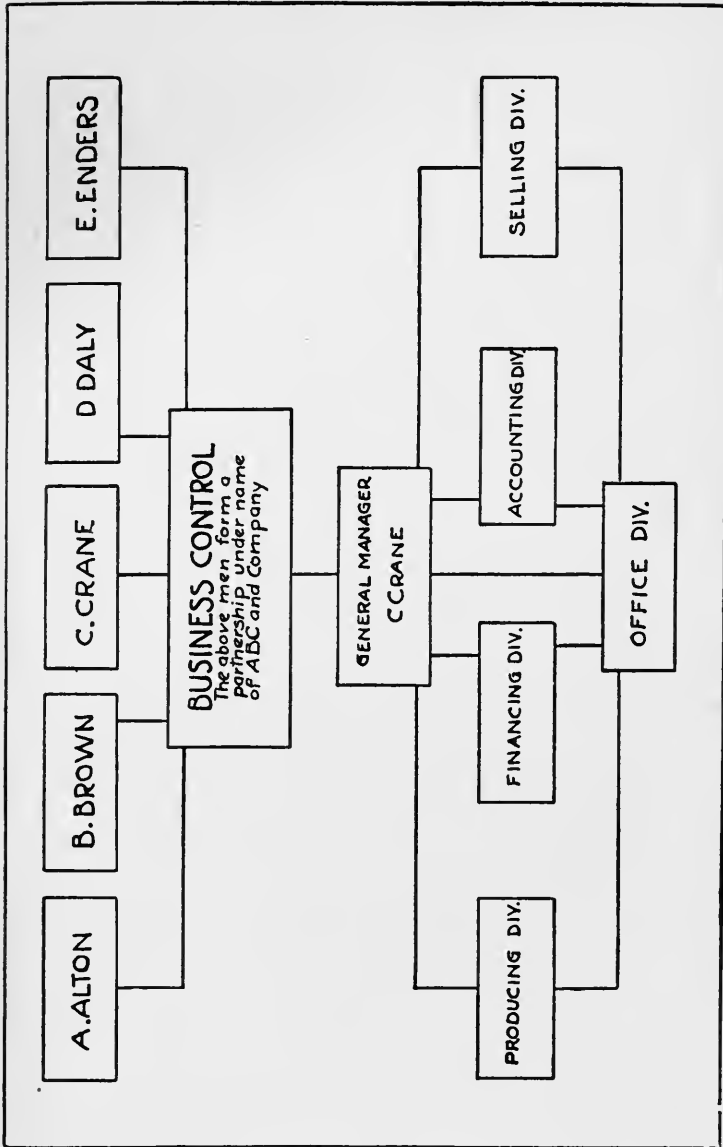 A. ALTON
B. BROWN
C. CRANE
D DALY
E. ENDERS
BUSINESS CONTROL
The above men form a
partnership under name
of ABC and Company
GENERAL MANAGER
C CRANE
PRODUCING DIV.
FINANCING DIV.
ACCOUNTING DIV.
SELLING DIV.
OFFICE DIV.